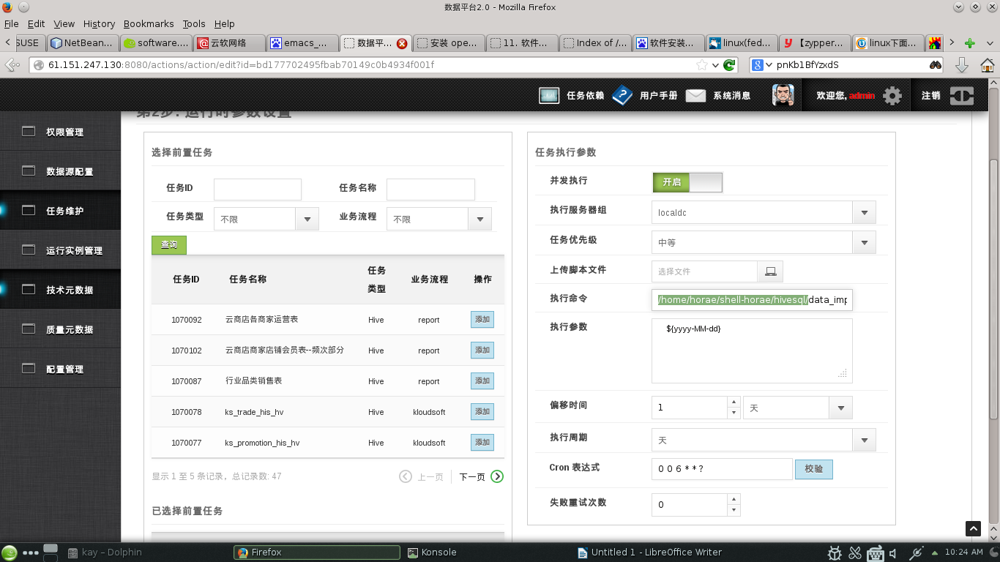 数据平台2.0 - Mozilla Firefox
File Edit View History Bookmarks Tools Help
SUSE NetBean... software.... 云软网络 emacs_... 数据平... 安装 ope... 11. 软件... Index of /... 软件安装... linux(fed... 【zypper... linux下面...
61.151.247.130:8080/actions/action/edit?id=bd177702495fbab70149c0b4934f001f pnKb1BfYzxdS
任务依赖 用户手册 系统消息 欢迎您, admin 注销
第2步: 运行时参数设置
权限管理
数据源配置
任务维护
运行实例管理
技术元数据
质量元数据
配置管理
选择前置任务
任务ID 任务名称
任务类型 不限 业务流程 不限
查询
任务ID 任务名称 任务类型 业务流程 操作
1070092 云商店各商家运营表 Hive report 添加
1070102 云商店商家店铺会员表--频次部分 Hive report 添加
1070087 行业品类销售表 Hive report 添加
1070078 ks_trade_his_hv Hive kloudsoft 添加
1070077 ks_promotion_his_hv Hive kloudsoft 添加
显示 1 至 5 条记录，总记录数: 47 上一页 下一页
已选择前置任务
任务执行参数
并发执行 开启
执行服务器组 localdc
任务优先级 中等
上传脚本文件 选择文件
执行命令 /home/horae/shell-horae/hivesql/data_imp
执行参数 ${yyyy-MM-dd}
偏移时间 1 天
执行周期 天
Cron 表达式 0 0 6 * * ? 校验
失败重试次数 0
kay – Dolphin Firefox Konsole Untitled 1 - LibreOffice Writer 10:24 AM